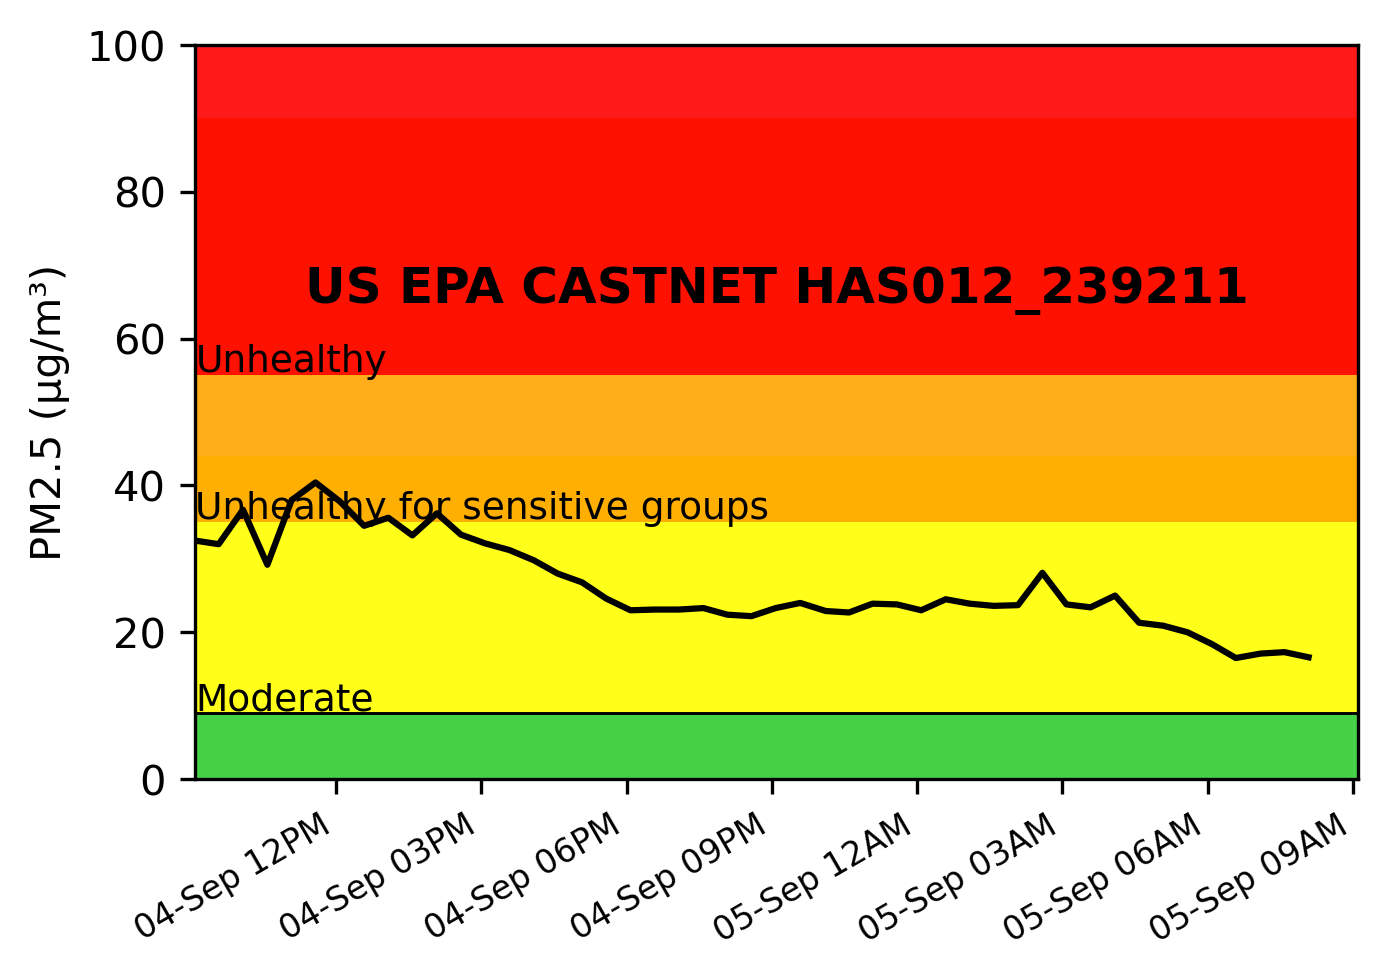 100
80
60
40
20
0
PM2.5 (µg/m³)
US EPA CASTNET HAS012_239211
Unhealthy
Unhealthy for sensitive groups
Moderate
04-Sep 12PM
04-Sep 03PM
04-Sep 06PM
04-Sep 09PM
05-Sep 12AM
05-Sep 03AM
05-Sep 06AM
05-Sep 09AM